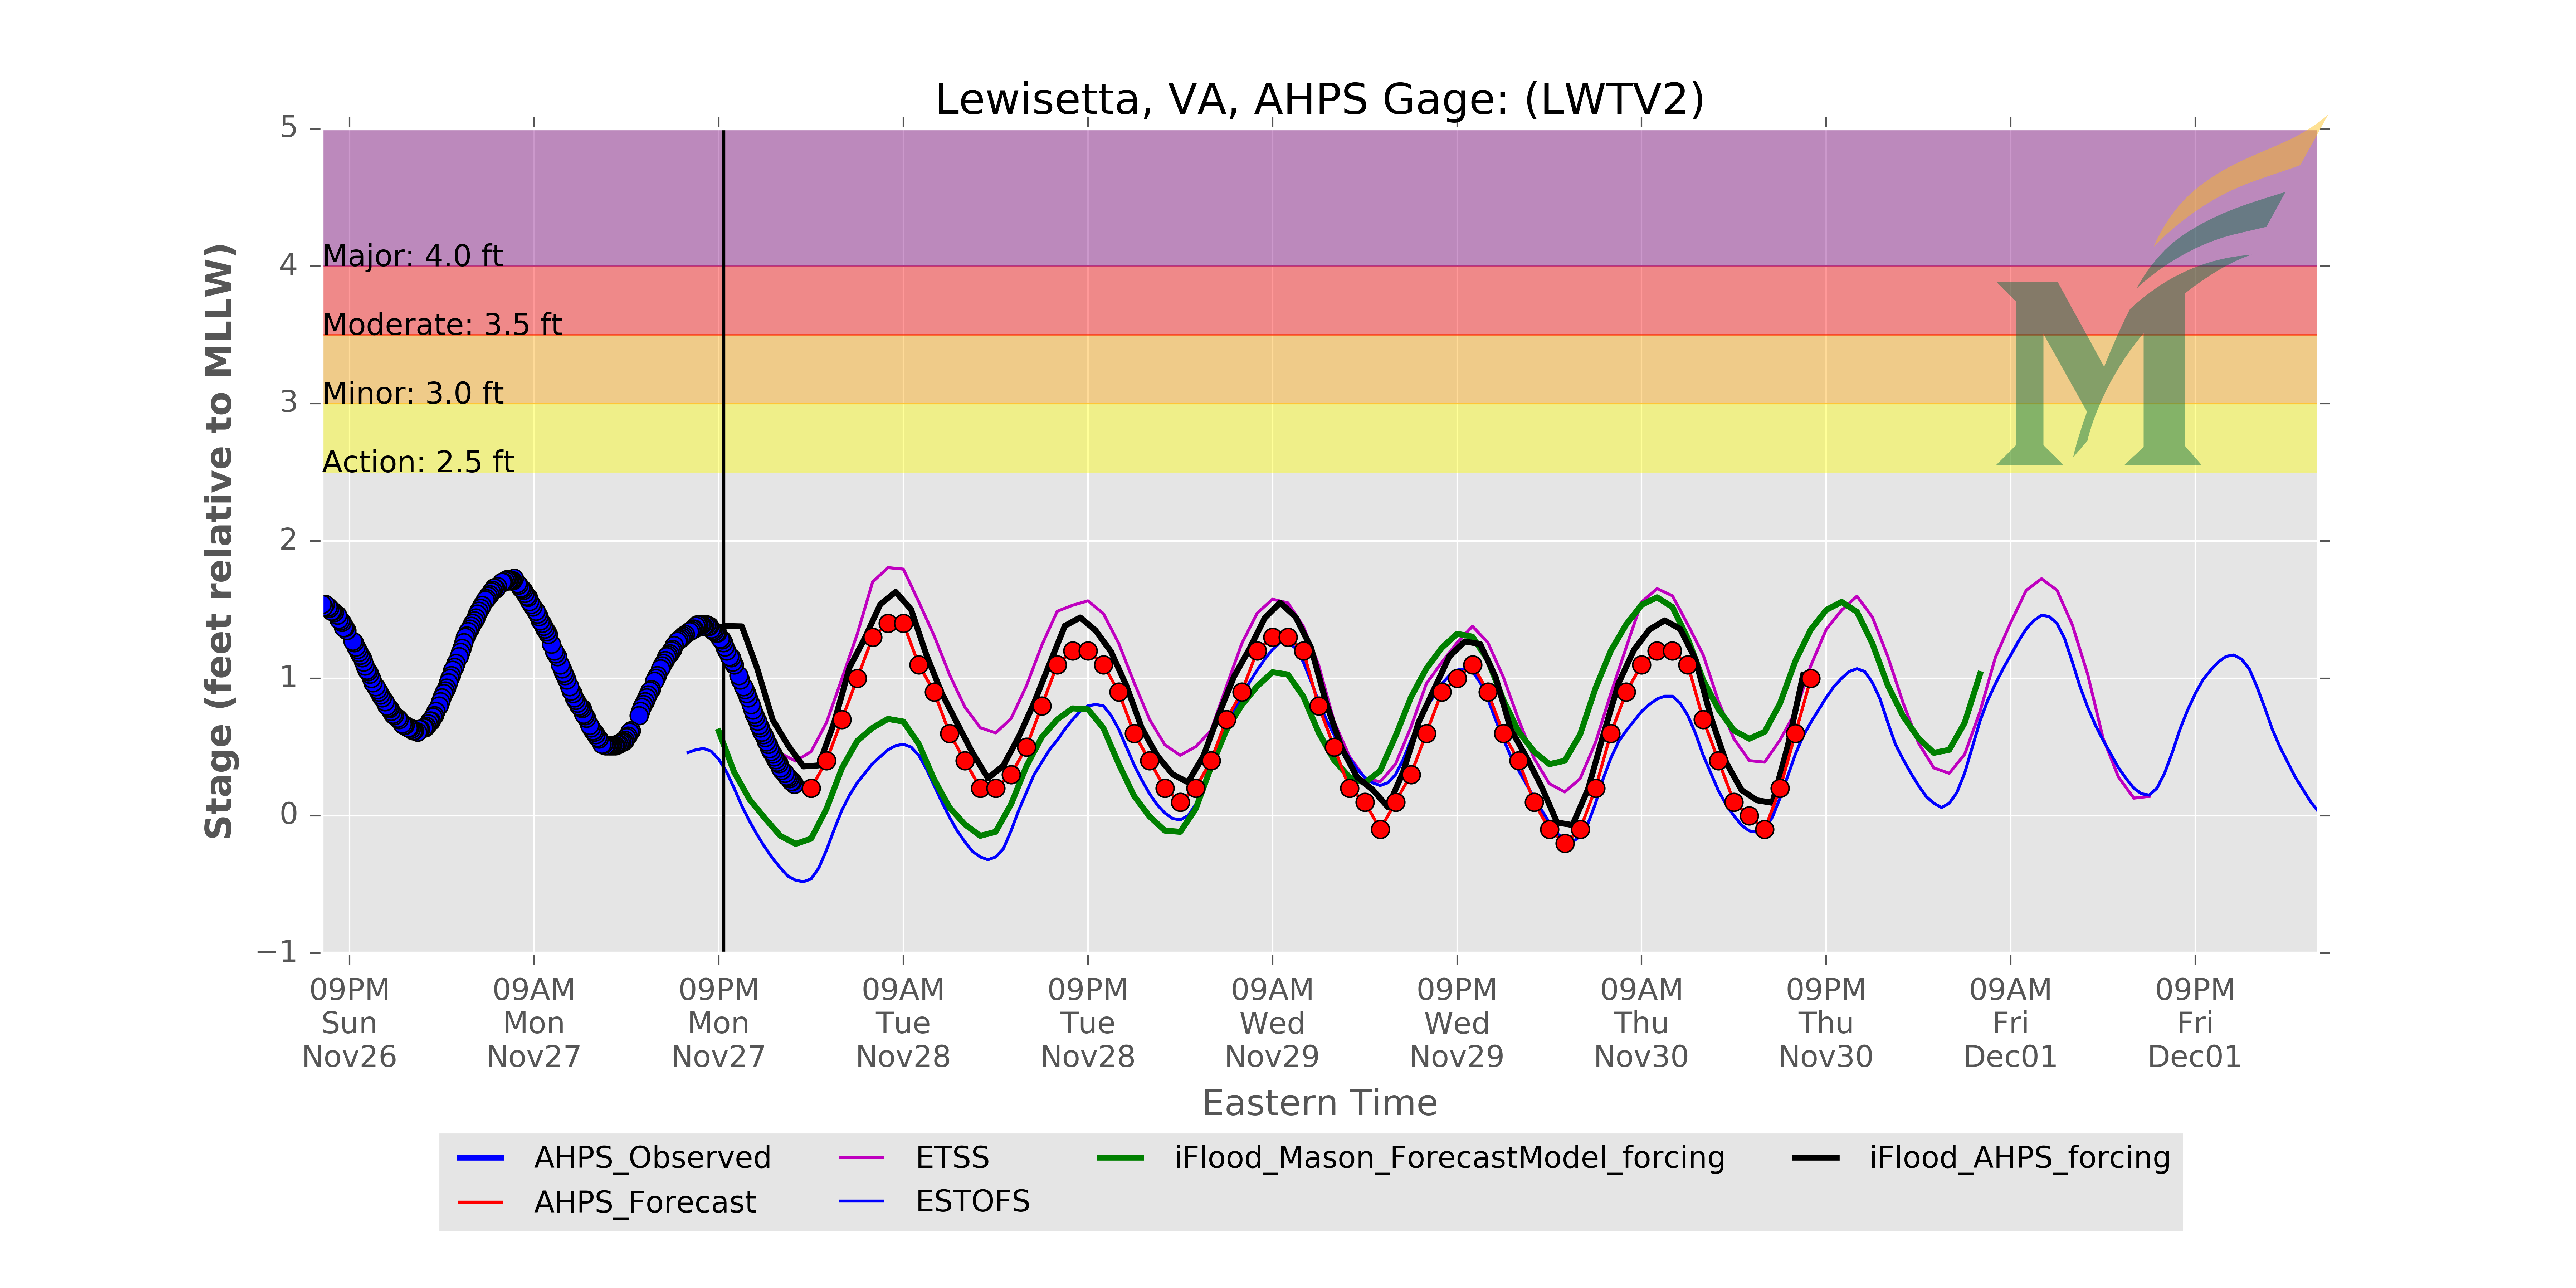 Lewisetta, VA, AHPS Gage: (LWTV2)
Stage (feet relative to MLLW)
5
4
3
2
1
0
−1
Major: 4.0 ft
Moderate: 3.5 ft
Minor: 3.0 ft
Action: 2.5 ft
09PM 09AM 09PM 09AM 09PM 09AM 09PM 09AM 09PM 09AM 09PM
Sun Mon Mon Tue Tue Wed Wed Thu Thu Fri Fri
Nov26 Nov27 Nov27 Nov28 Nov28 Nov29 Nov29 Nov30 Nov30 Dec01 Dec01
Eastern Time
AHPS_Observed ETSS iFlood_Mason_ForecastModel_forcing iFlood_AHPS_forcing
AHPS_Forecast ESTOFS